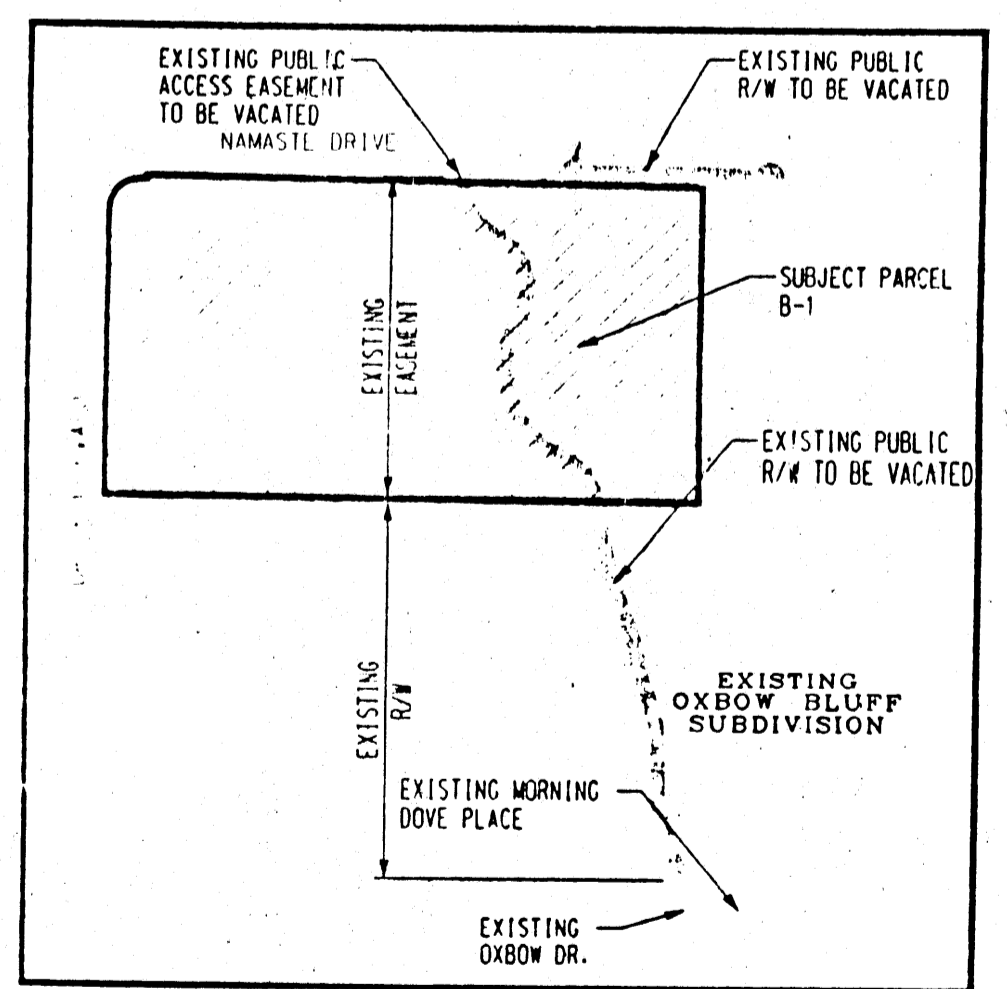 EXISTING PUBLIC
ACCESS EASEMENT
TO BE VACATED
NAMASTE DRIVE
EXISTING PUBLIC
R/W TO BE VACATED
EXISTING
EASEMENT
SUBJECT PARCEL
B-1
EXISTING PUBLIC
R/W TO BE VACATED
EXISTING
R/W
EXISTING
OXBOW BLUFF
SUBDIVISION
EXISTING MORNING
DOVE PLACE
EXISTING
OXBOW DR.